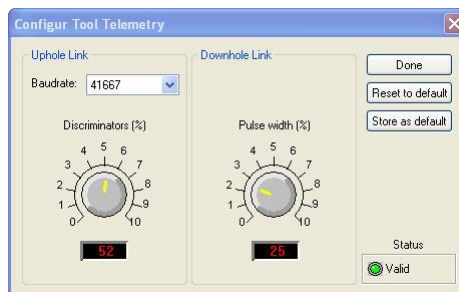 Configur Tool Telemetry
Uphole Link
Baudrate: 41667
Discriminators (%)
0 1 2 3 4 5 6 7 8 9 10
52
Downhole Link
Pulse width (%)
0 1 2 3 4 5 6 7 8 9 10
25
Done
Reset to default
Store as default
Status
Valid